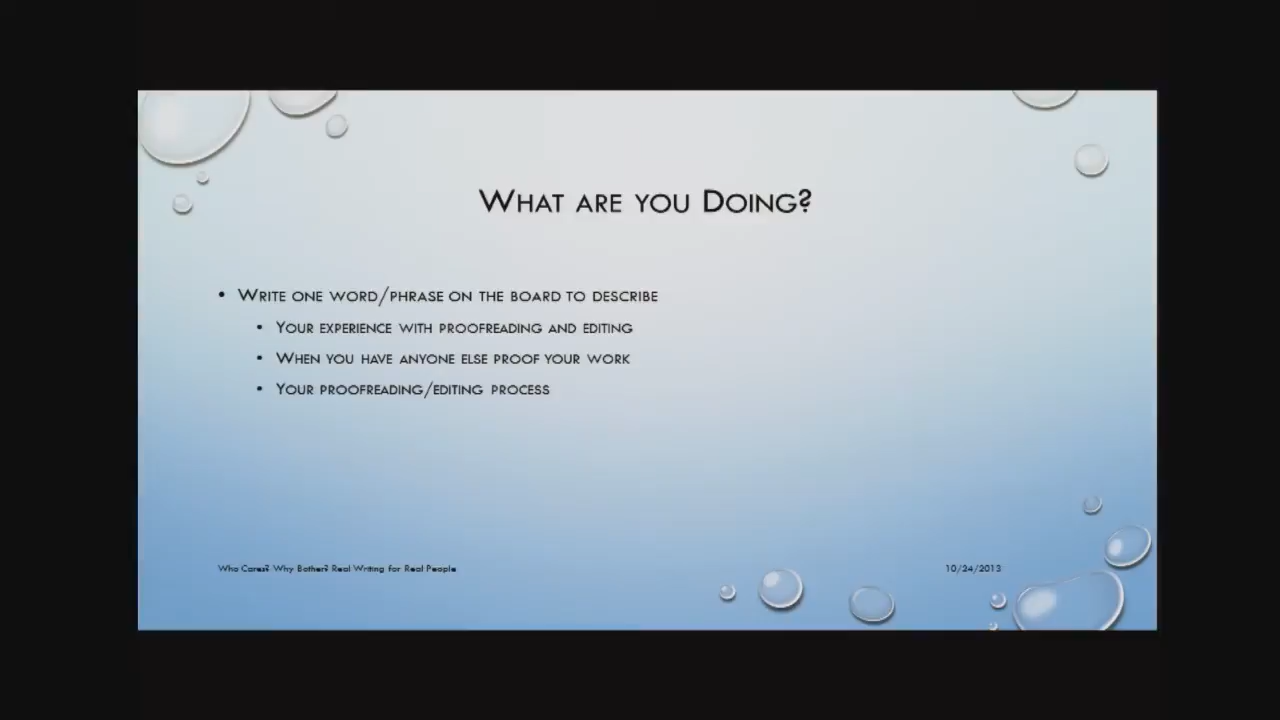 What are you Doing?
• Write one word/phrase on the board to describe
• Your experience with proofreading and editing
• When you have anyone else proof your work
• Your proofreading/editing process
Who Cares? Why Bother? Real Writing for Real People
10/24/2013